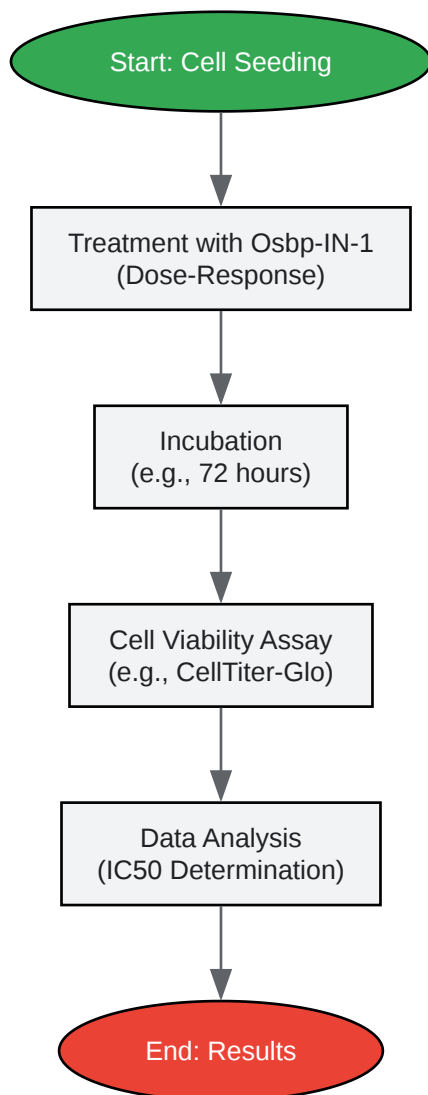 Start: Cell Seeding
Treatment with Osbp-IN-1
(Dose-Response)
Incubation
(e.g., 72 hours)
Cell Viability Assay
(e.g., CellTiter-Glo)
Data Analysis
(IC50 Determination)
End: Results